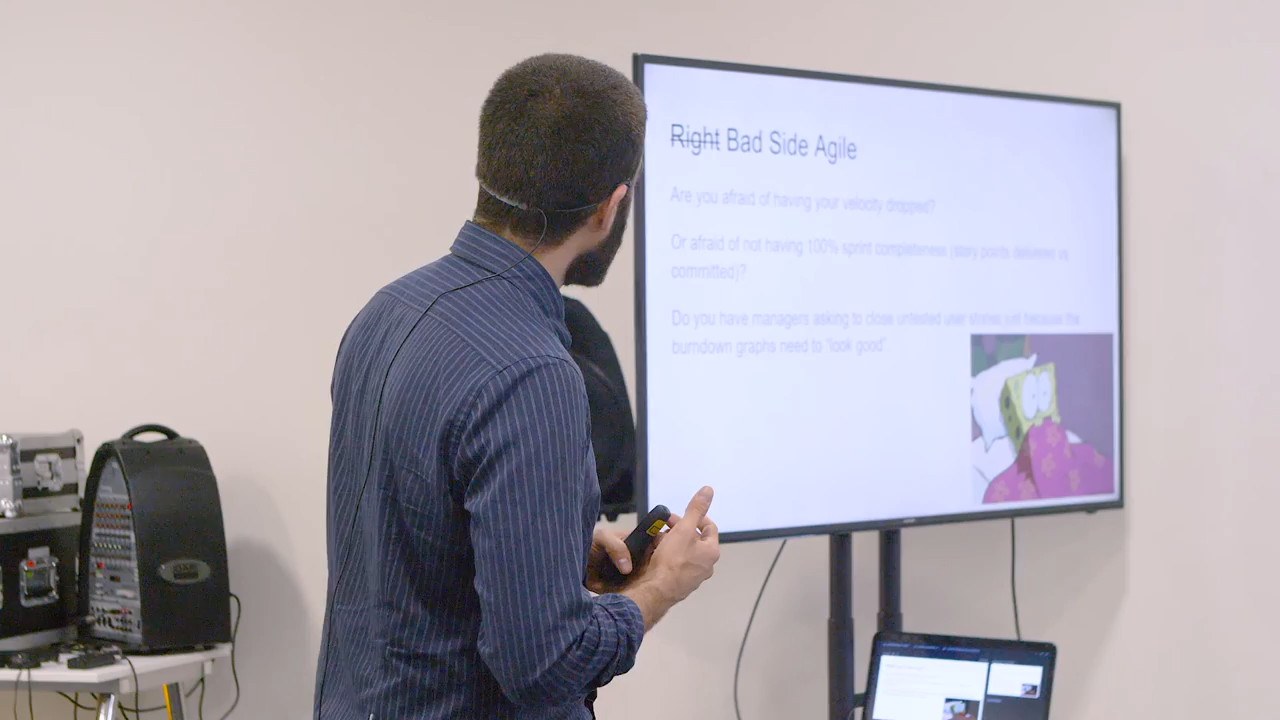 Right Bad Side Agile
Are you afraid of having your velocity dropped?
Or afraid of not having 100% sprint completeness (story points delivered vs
committed)?
Do you have managers asking to close untested user stories just because the
burndown graphs need to "look good".